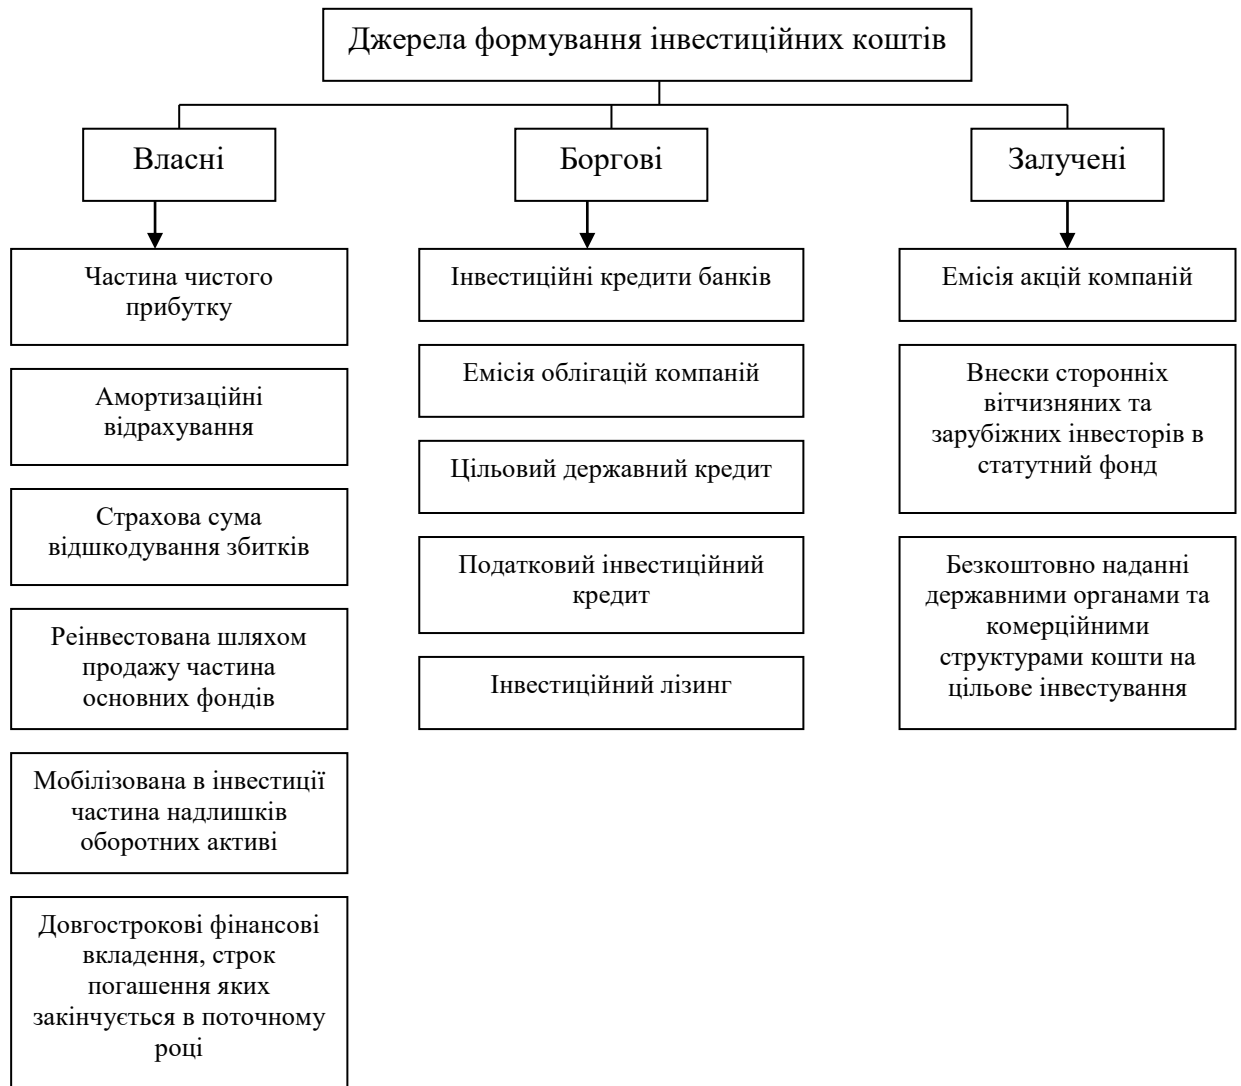 Джерела формування інвестиційних коштів
Власні
Боргові
Залучені
Частина чистого
прибутку
Амортизаційні
відрахування
Страхова сума
відшкодування збитків
Реінвестована шляхом
продажу частина
основних фондів
Мобілізована в інвестиції
частина надлишків
оборотних активі
Довгострокові фінансові
вкладення, строк
погашення яких
закінчується в поточному
році
Інвестиційні кредити банків
Емісія облігацій компаній
Цільовий державний кредит
Податковий інвестиційний
кредит
Інвестиційний лізинг
Емісія акцій компаній
Внески сторонніх
вітчизняних та
зарубіжних інвесторів в
статутний фонд
Безкоштовно наданні
державними органами та
комерційними
структурами кошти на
цільове інвестування